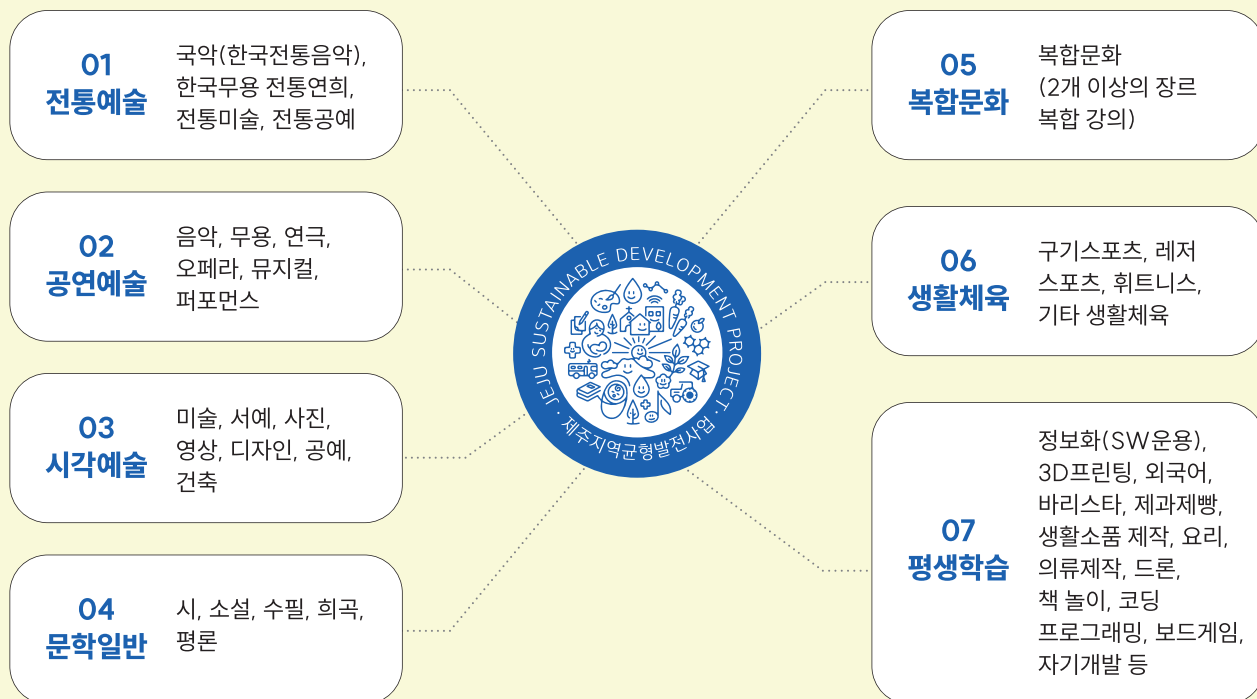 01
전통예술
국악(한국전통음악),
한국무용 전통연희,
전통미술, 전통공예
02
공연예술
음악, 무용, 연극,
오페라, 뮤지컬,
퍼포먼스
03
시각예술
미술, 서예, 사진,
영상, 디자인, 공예,
건축
04
문학일반
시, 소설, 수필, 희곡,
평론
JEJU SUSTAINABLE DEVELOPMENT PROJECT
· 제주지역균형발전사업 ·
05
복합문화
복합문화
(2개 이상의 장르
복합 강의)
06
생활체육
구기스포츠, 레저
스포츠, 휘트니스,
기타 생활체육
07
평생학습
정보화(SW운용),
3D프린팅, 외국어,
바리스타, 제과제빵,
생활소품 제작, 요리,
의류제작, 드론,
책 놀이, 코딩
프로그래밍, 보드게임,
자기개발 등